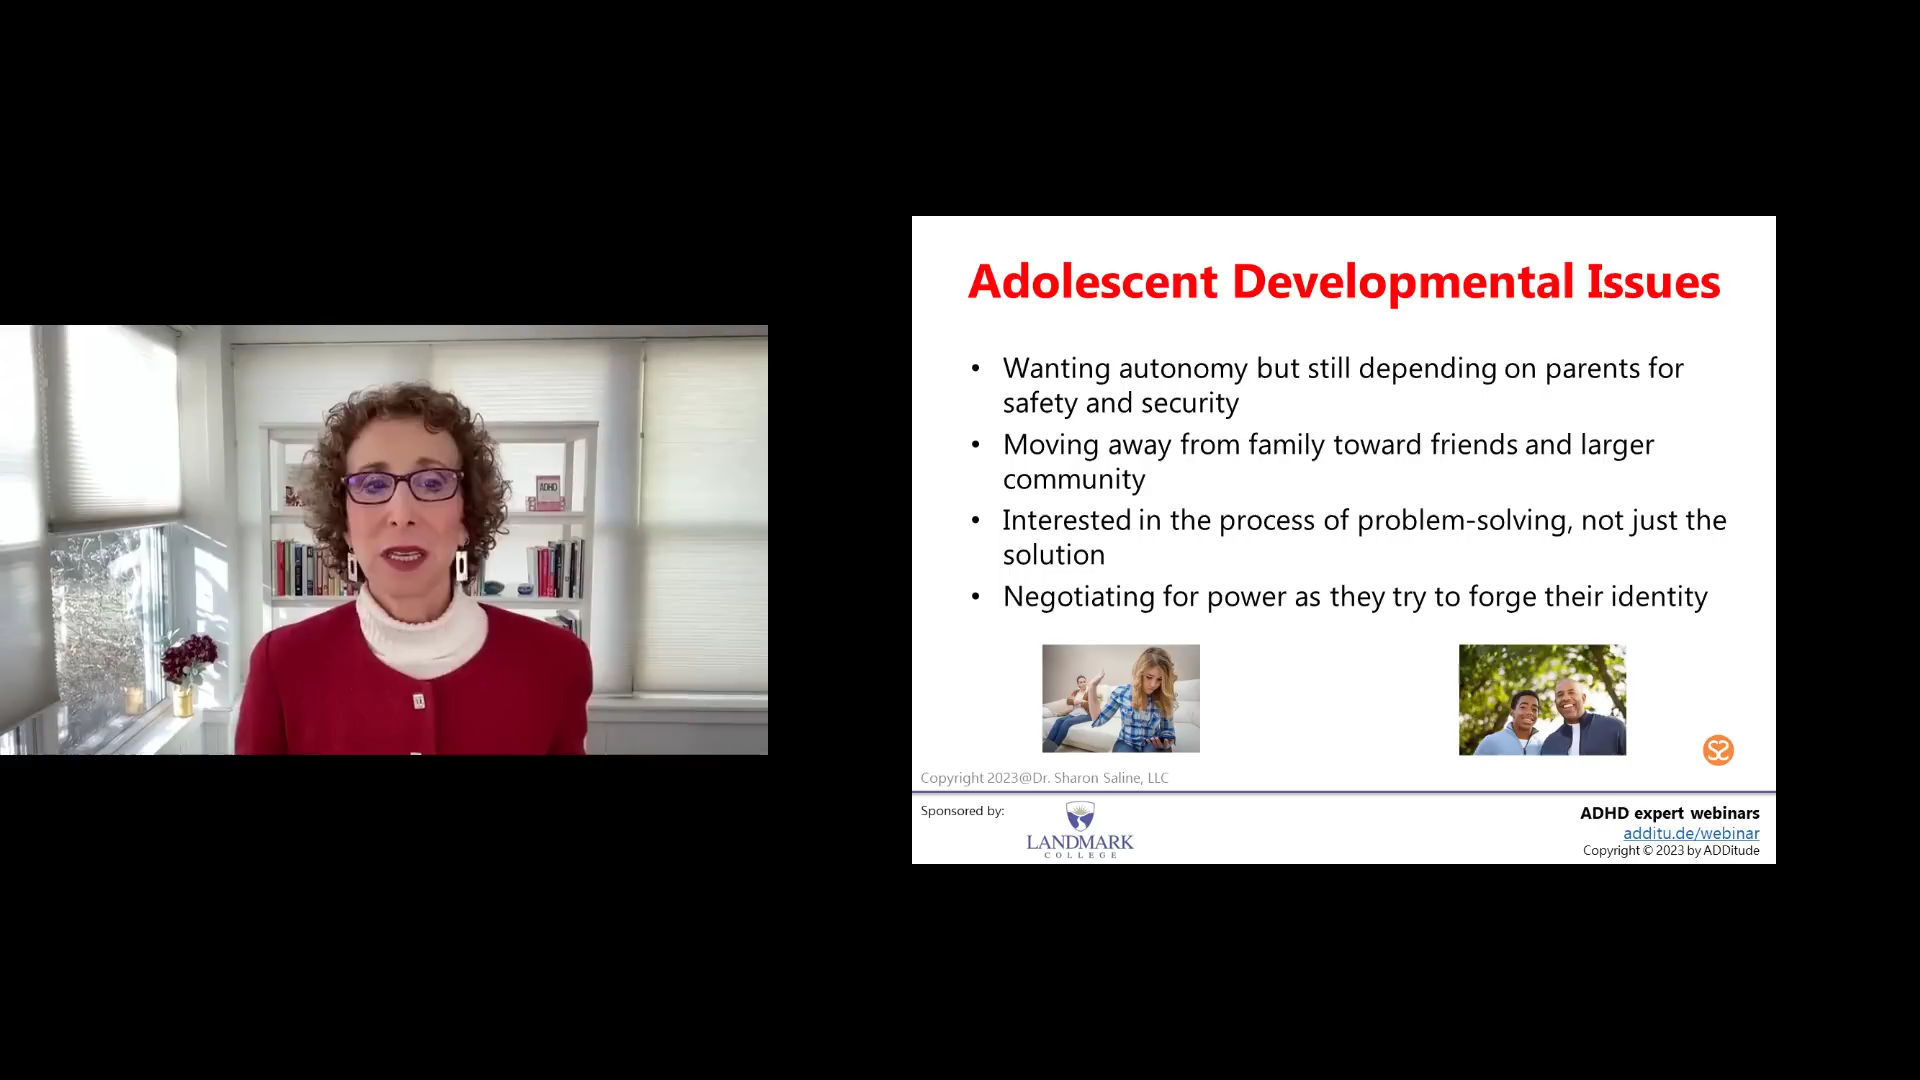 ADHD
Adolescent Developmental Issues
• Wanting autonomy but still depending on parents for
safety and security
• Moving away from family toward friends and larger
community
• Interested in the process of problem-solving, not just the
solution
• Negotiating for power as they try to forge their identity
Copyright 2023@Dr. Sharon Saline, LLC
Sponsored by:
LANDMARK
COLLEGE
ADHD expert webinars
additu.de/webinar
Copyright © 2023 by ADDitude